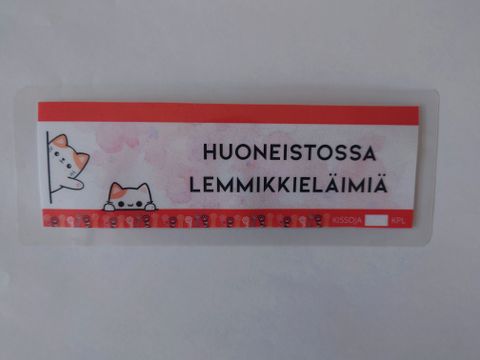 HUONEISTOSSA
LEMMIKKIELÄIMIÄ
KISSOJA KPL